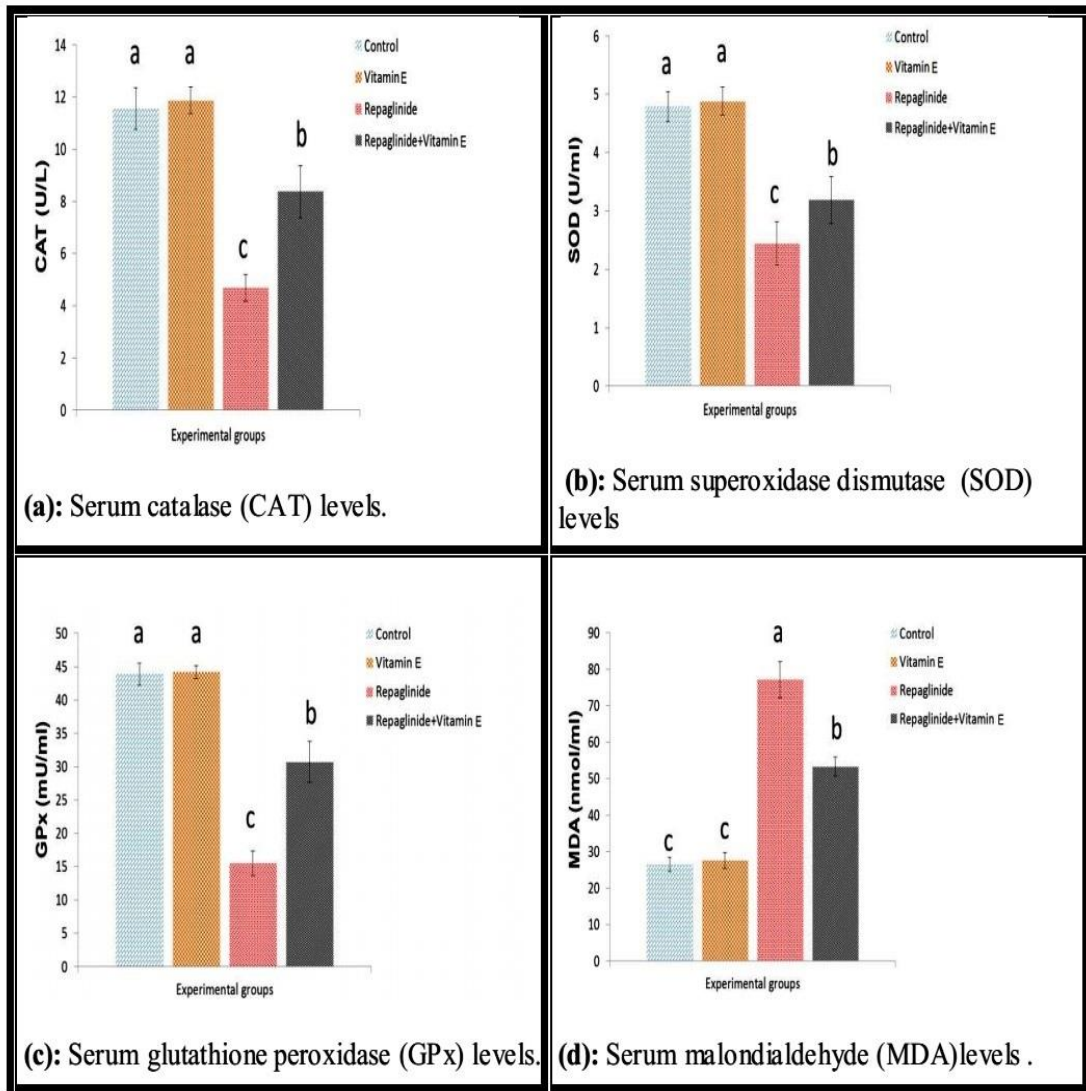 14
12
10
8
6
4
2
0
CAT (U/L)
a
a
c
b
Control
Vitamin E
Repaglinide
Repaglinide+Vitamin E
Experimental groups
(a): Serum catalase (CAT) levels.
6
5
4
3
2
1
0
SOD (U/ml)
a
a
c
b
Control
Vitamin E
Repaglinide
Repaglinide+Vitamin E
Experimental groups
(b): Serum superoxidase dismutase (SOD)
levels
50
45
40
35
30
25
20
15
10
5
0
GPx (mU/ml)
a
a
c
b
Control
Vitamin E
Repaglinide
Repaglinide+Vitamin E
Experimental groups
(c): Serum glutathione peroxidase (GPx) levels.
90
80
70
60
50
40
30
20
10
0
MDA (nmol/ml)
c
c
a
b
Control
Vitamin E
Repaglinide
Repaglinide+Vitamin E
Experimental groups
(d): Serum malondialdehyde (MDA)levels .